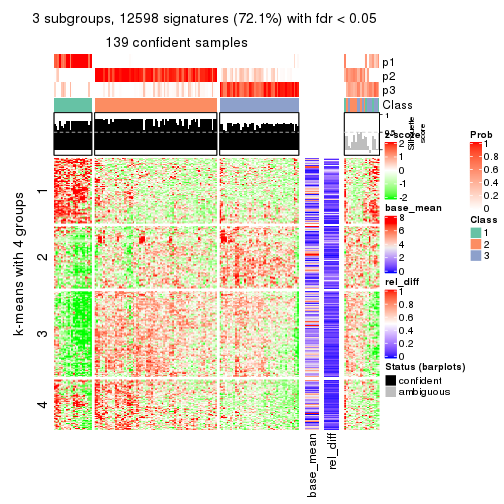 3 subgroups, 12598 signatures (72.1%) with fdr < 0.05
139 confident samples
p1
p2
p3
Class
1
0.5
Silhouette
score
k-means with 4 groups
1
2
3
4
base_mean
rel_diff
z-score
2
1
0
-1
-2
base_mean
8
6
4
2
0
rel_diff
1
0.8
0.6
0.4
0.2
0
Status (barplots)
confident
ambiguous
Prob
1
0.8
0.6
0.4
0.2
0
Class
1
2
3